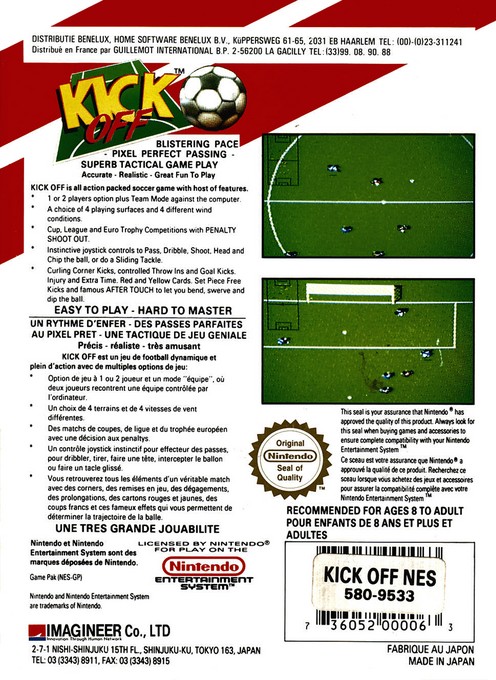 DISTRIBUTIE BENELUX, HOME SOFTWARE BENELUX B.V., KüPPERSWEG 61-65, 2031 EB HAARLEM TEL: (00)-(0)23-311241
Distribué en France par GUILLEMOT INTERNATIONAL B.P. 2-56200 LA GACILLY TEL:(33)99. 08. 90. 88
KICK OFF ™
BLISTERING PACE
- PIXEL PERFECT PASSING -
SUPERB TACTICAL GAME PLAY
Accurate - Realistic - Great Fun To Play
KICK OFF is all action packed soccer game with host of features.
* 1 or 2 players option plus Team Mode against the computer.
* A choice of 4 playing surfaces and 4 different wind
conditions.
* Cup, League and Euro Trophy Competitions with PENALTY
SHOOT OUT.
* Instinctive joystick controls to Pass, Dribble, Shoot, Head and
Chip the ball, or do a Sliding Tackle.
* Curling Corner Kicks, controlled Throw Ins and Goal Kicks.
Injury and Extra Time. Red and Yellow Cards. Set Piece Free
Kicks and famous AFTER TOUCH to let you bend, swerve and
dip the ball.
EASY TO PLAY - HARD TO MASTER
UN RYTHME D'ENFER - DES PASSES PARFAITES
AU PIXEL PRET - UNE TACTIQUE DE JEU GENIALE
Précis - réaliste - très amusant
KICK OFF est un jeu de football dynamique et
plein d'action avec de multiples options de jeu:
* Option de jeu à 1 ou 2 joueur et un mode "équipe", où
deux joueurs recontrent une équipe contrôlée par
l'ordinateur.
* Un choix de 4 terrains et de 4 vitesses de vent
différentes.
* Des matchs de coupes, de ligue et du trophée européen
avec une décision aux penaltys.
* Un contrôle joystick instinctif pour effecteur des passes,
pour dribbler, tirer, faire une tête, intercepter le ballon
ou faire un tacle glissé.
* Vous retrouverez tous les éléments d'un véritable match
avec des corners, des remises en jeu, des dégagements,
des prolongations, des cartons rouges et jaunes, des
coups francs et ces fameux effets qui vous permettent de
déterminer la trajectoire de la balle.
UNE TRES GRANDE JOUABILITE
Nintendo et Nintendo
Entertainment System sont des
marques déposées de Nintendo.
Game Pak (NES-GP)
Nintendo and Nintendo Entertainment System
are trademarks of Nintendo.
LICENSED BY NINTENDO®
FOR PLAY ON THE
Nintendo®
ENTERTAINMENT
SYSTEM™
IMAGINEER Co., LTD
Innovation Through Human Network
2-7-1 NISHI-SHINJUKU 15TH FL., SHINJUKU-KU, TOKYO 163, JAPAN
TEL: 03 (3343) 8911, FAX: 03 (3343) 8915
Original
Nintendo®
Seal of
Quality
™
This seal is your assurance that Nintendo® has
approved the quality of this product. Always look for
this seal when buying games and accessories to
ensure complete compatibility with your Nintendo
Entertainment System™
Ce sceau est votre assurance que Nintendo® a
approuvé la qualité de ce produit. Recherchez ce
sceau lorsque vous achetez des jeux et accessoires
pour assurer la compatibilité complète avec votre
Nintendo Entertainment System™
RECOMMENDED FOR AGES 8 TO ADULT
POUR ENFANTS DE 8 ANS ET PLUS ET
ADULTES
KICK OFF NES
580-9533
7 36052 00006 3
FABRIQUE AU JAPON
MADE IN JAPAN